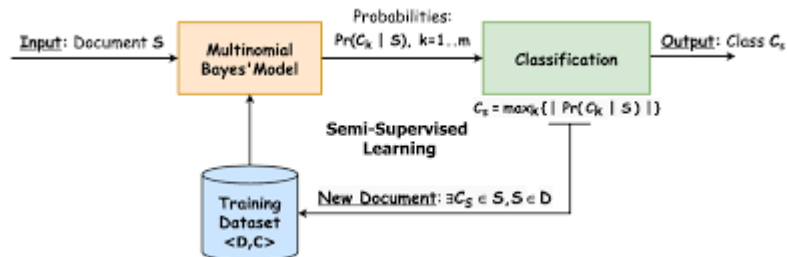 Input: Document S
Multinomial
Bayes'Model
Probabilities:
Pr(Cₖ | S), k=1..m
Classification
Output: Class Cₛ
Cₛ = maxₖ{ | Pr(Cₖ | S) | }
Semi-Supervised
Learning
New Document: ∃Cₛ ∈ S, S ∈ D
Training
Dataset
<D,C>